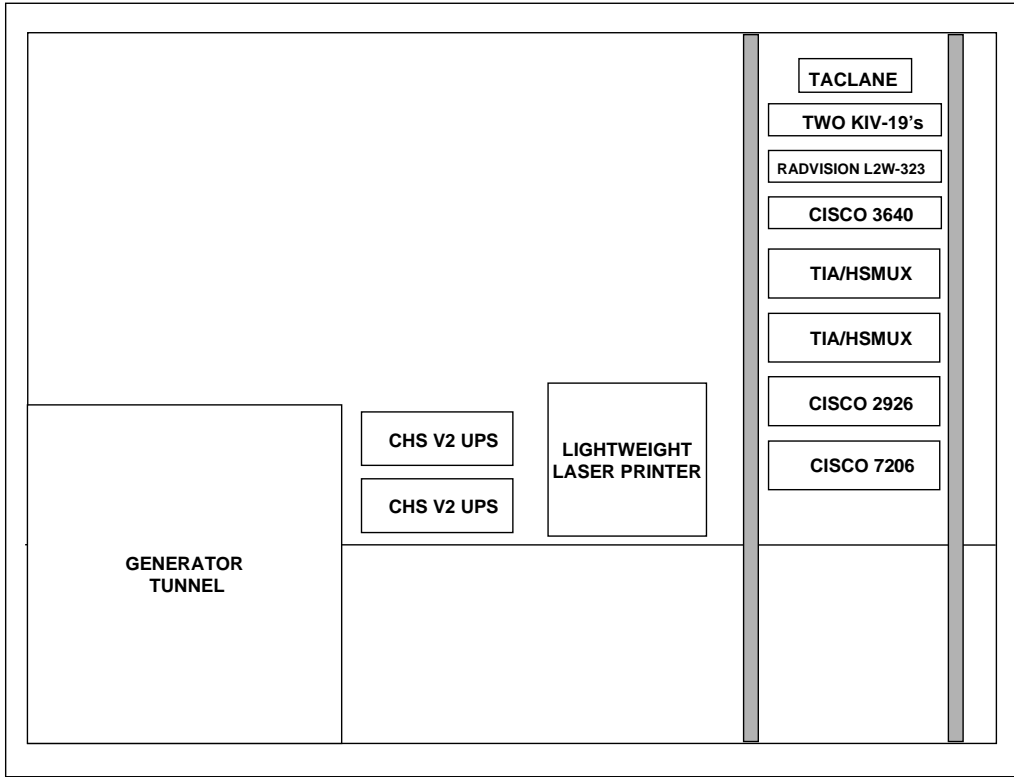 TACLANE
TWO KIV-19’s
RADVISION L2W-323
CISCO 3640
TIA/HSMUX
TIA/HSMUX
CISCO 2926
CISCO 7206
CHS V2 UPS
CHS V2 UPS
LIGHTWEIGHT
LASER PRINTER
GENERATOR
TUNNEL